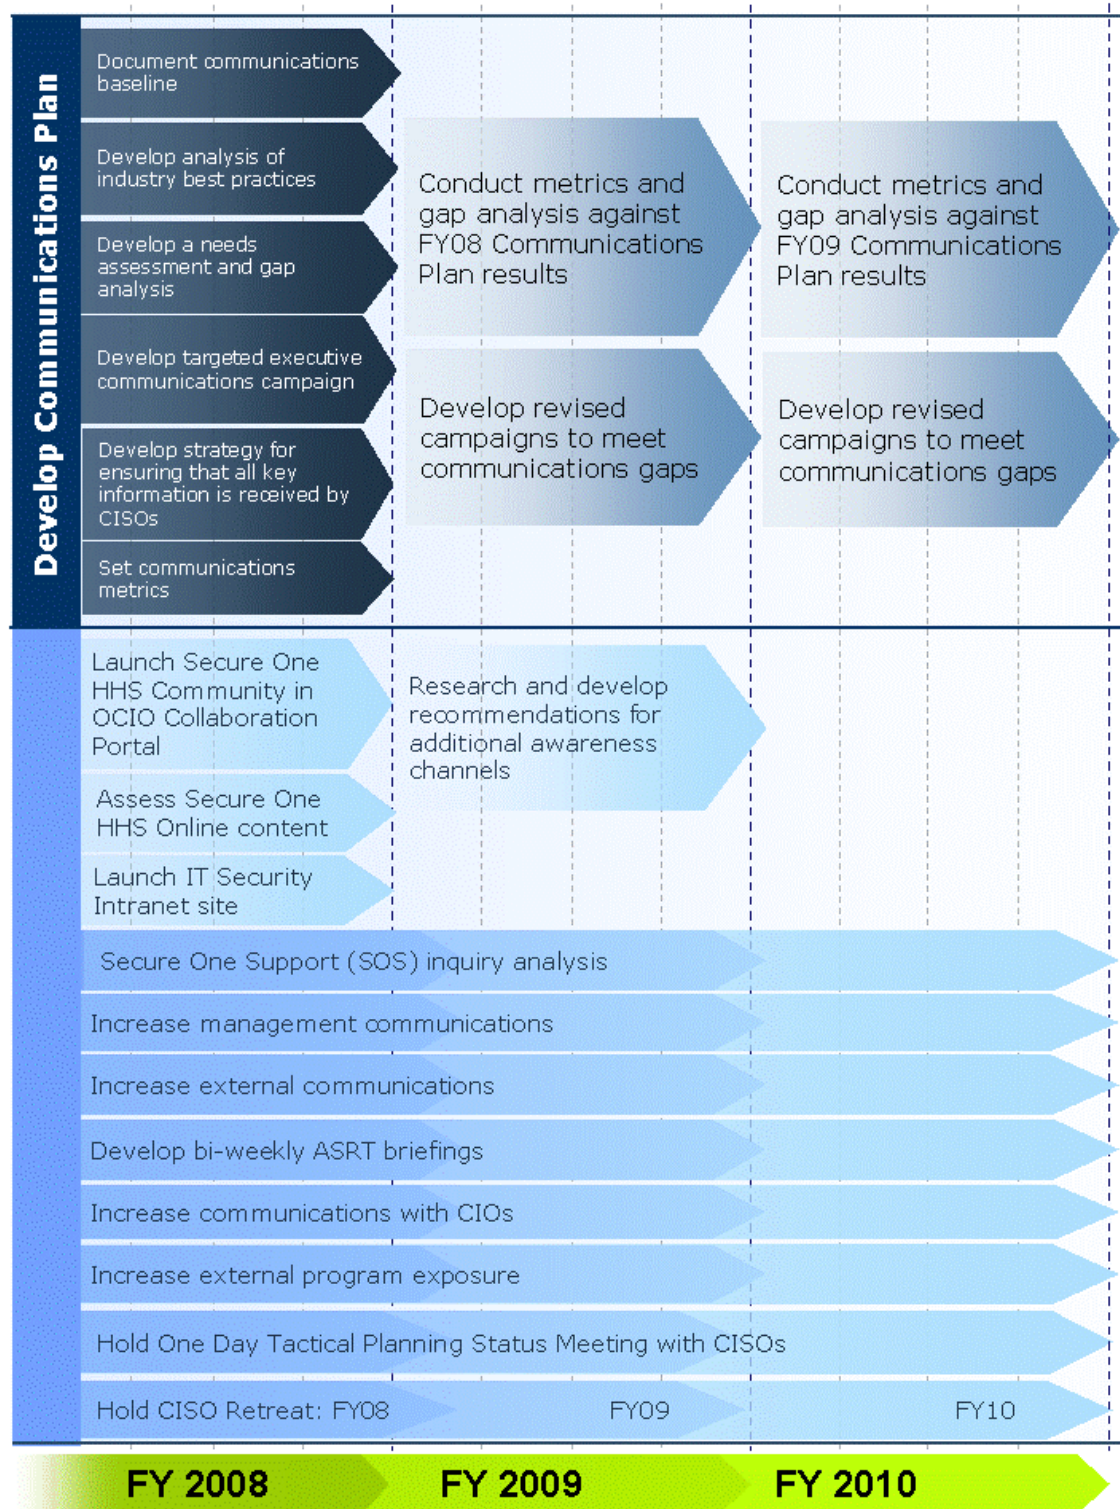 Develop Communications Plan
Document communications
baseline
Develop analysis of
industry best practices
Develop a needs
assessment and gap
analysis
Develop targeted executive
communications campaign
Develop strategy for
ensuring that all key
information is received by
CISOs
Set communications
metrics
Conduct metrics and
gap analysis against
FY08 Communications
Plan results
Develop revised
campaigns to meet
communications gaps
Conduct metrics and
gap analysis against
FY09 Communications
Plan results
Develop revised
campaigns to meet
communications gaps
Launch Secure One
HHS Community in
OCIO Collaboration
Portal
Assess Secure One
HHS Online content
Launch IT Security
Intranet site
Research and develop
recommendations for
additional awareness
channels
Secure One Support (SOS) inquiry analysis
Increase management communications
Increase external communications
Develop bi-weekly ASRT briefings
Increase communications with CIOs
Increase external program exposure
Hold One Day Tactical Planning Status Meeting with CISOs
Hold CISO Retreat: FY08 FY09 FY10
FY 2008 FY 2009 FY 2010